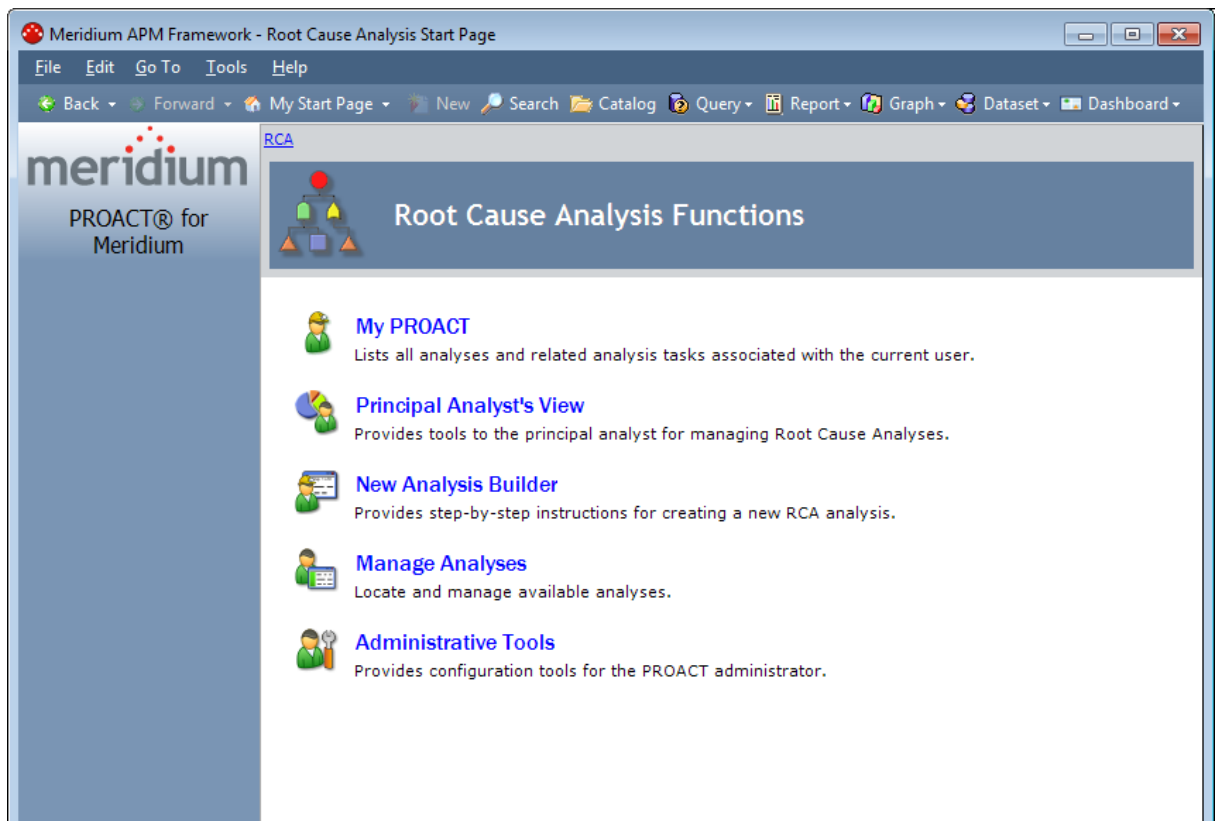 Meridium APM Framework - Root Cause Analysis Start Page
File Edit Go To Tools Help
Back Forward My Start Page New Search Catalog Query Report Graph Dataset Dashboard
meridium
PROACT® for
Meridium
RCA
Root Cause Analysis Functions
My PROACT
Lists all analyses and related analysis tasks associated with the current user.
Principal Analyst's View
Provides tools to the principal analyst for managing Root Cause Analyses.
New Analysis Builder
Provides step-by-step instructions for creating a new RCA analysis.
Manage Analyses
Locate and manage available analyses.
Administrative Tools
Provides configuration tools for the PROACT administrator.